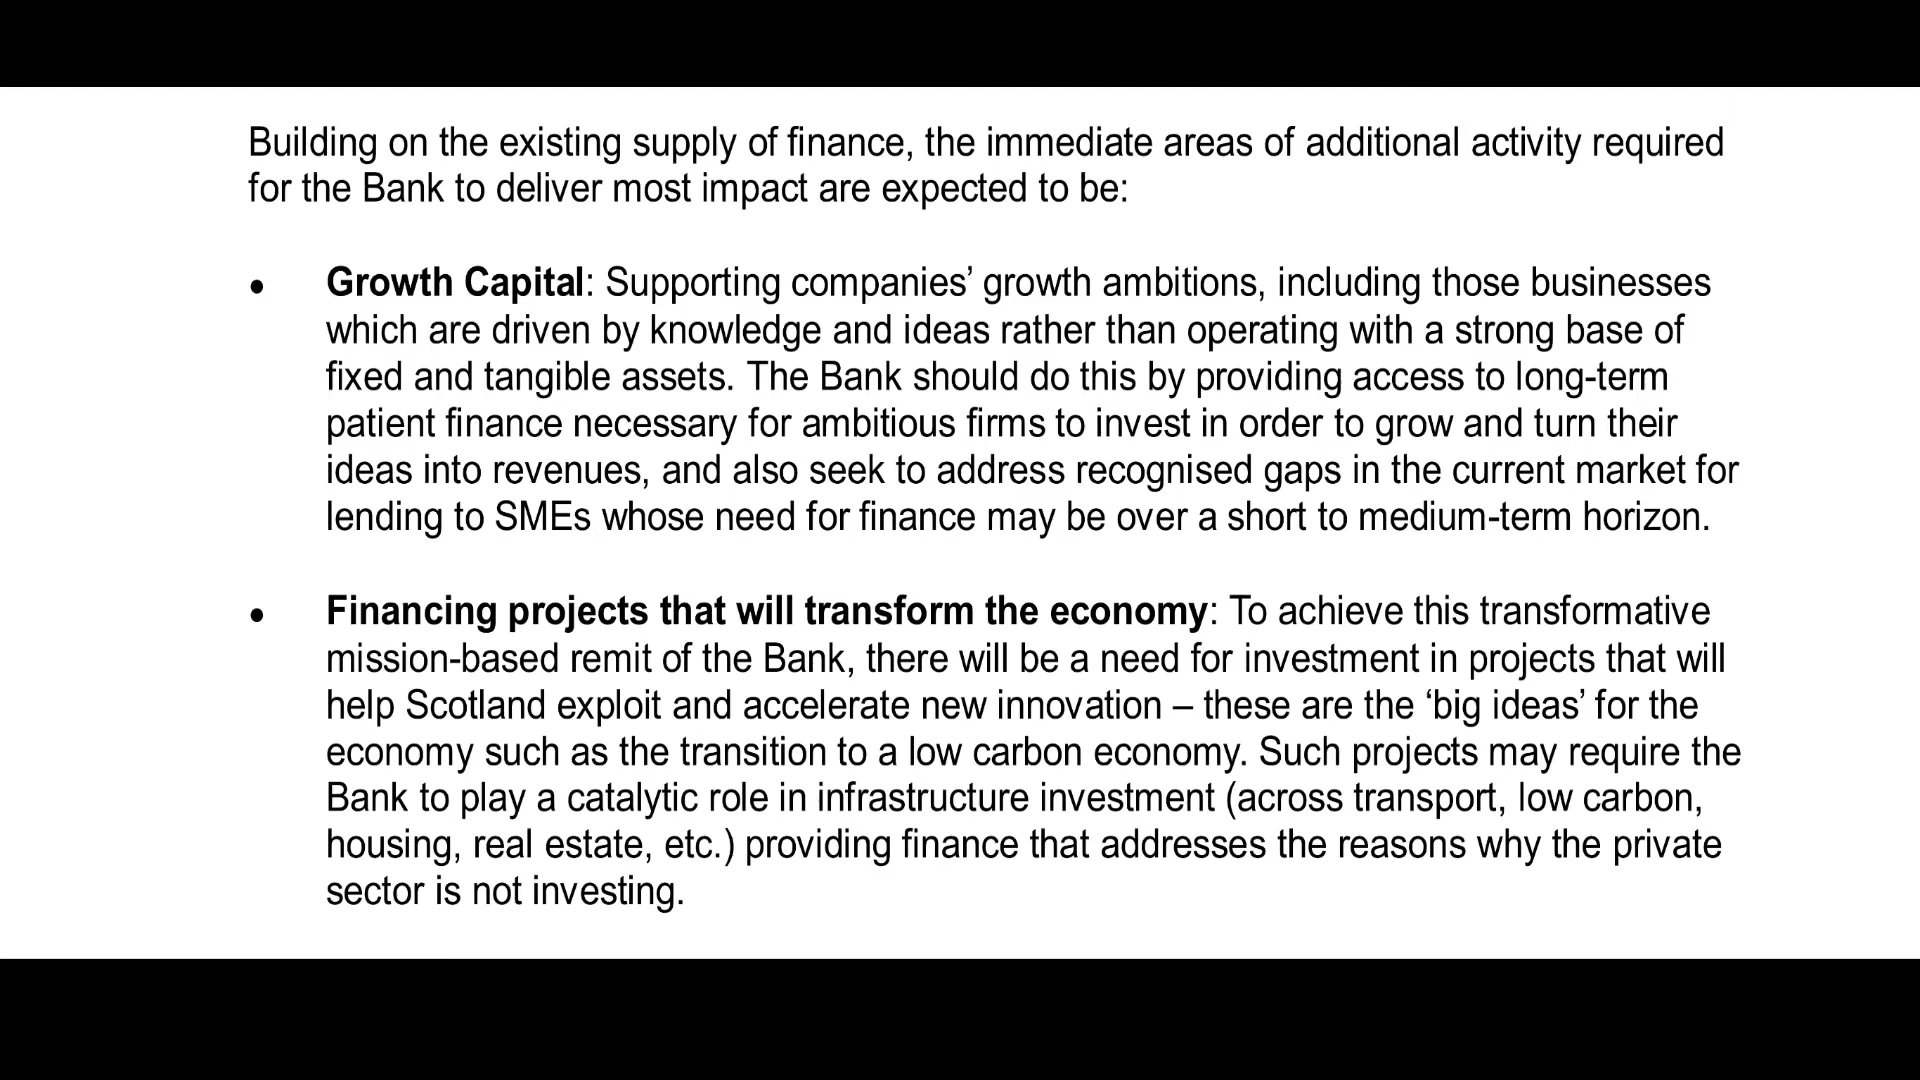 Building on the existing supply of finance, the immediate areas of additional activity required
for the Bank to deliver most impact are expected to be:
• Growth Capital: Supporting companies’ growth ambitions, including those businesses
which are driven by knowledge and ideas rather than operating with a strong base of
fixed and tangible assets. The Bank should do this by providing access to long-term
patient finance necessary for ambitious firms to invest in order to grow and turn their
ideas into revenues, and also seek to address recognised gaps in the current market for
lending to SMEs whose need for finance may be over a short to medium-term horizon.
• Financing projects that will transform the economy: To achieve this transformative
mission-based remit of the Bank, there will be a need for investment in projects that will
help Scotland exploit and accelerate new innovation – these are the ‘big ideas’ for the
economy such as the transition to a low carbon economy. Such projects may require the
Bank to play a catalytic role in infrastructure investment (across transport, low carbon,
housing, real estate, etc.) providing finance that addresses the reasons why the private
sector is not investing.